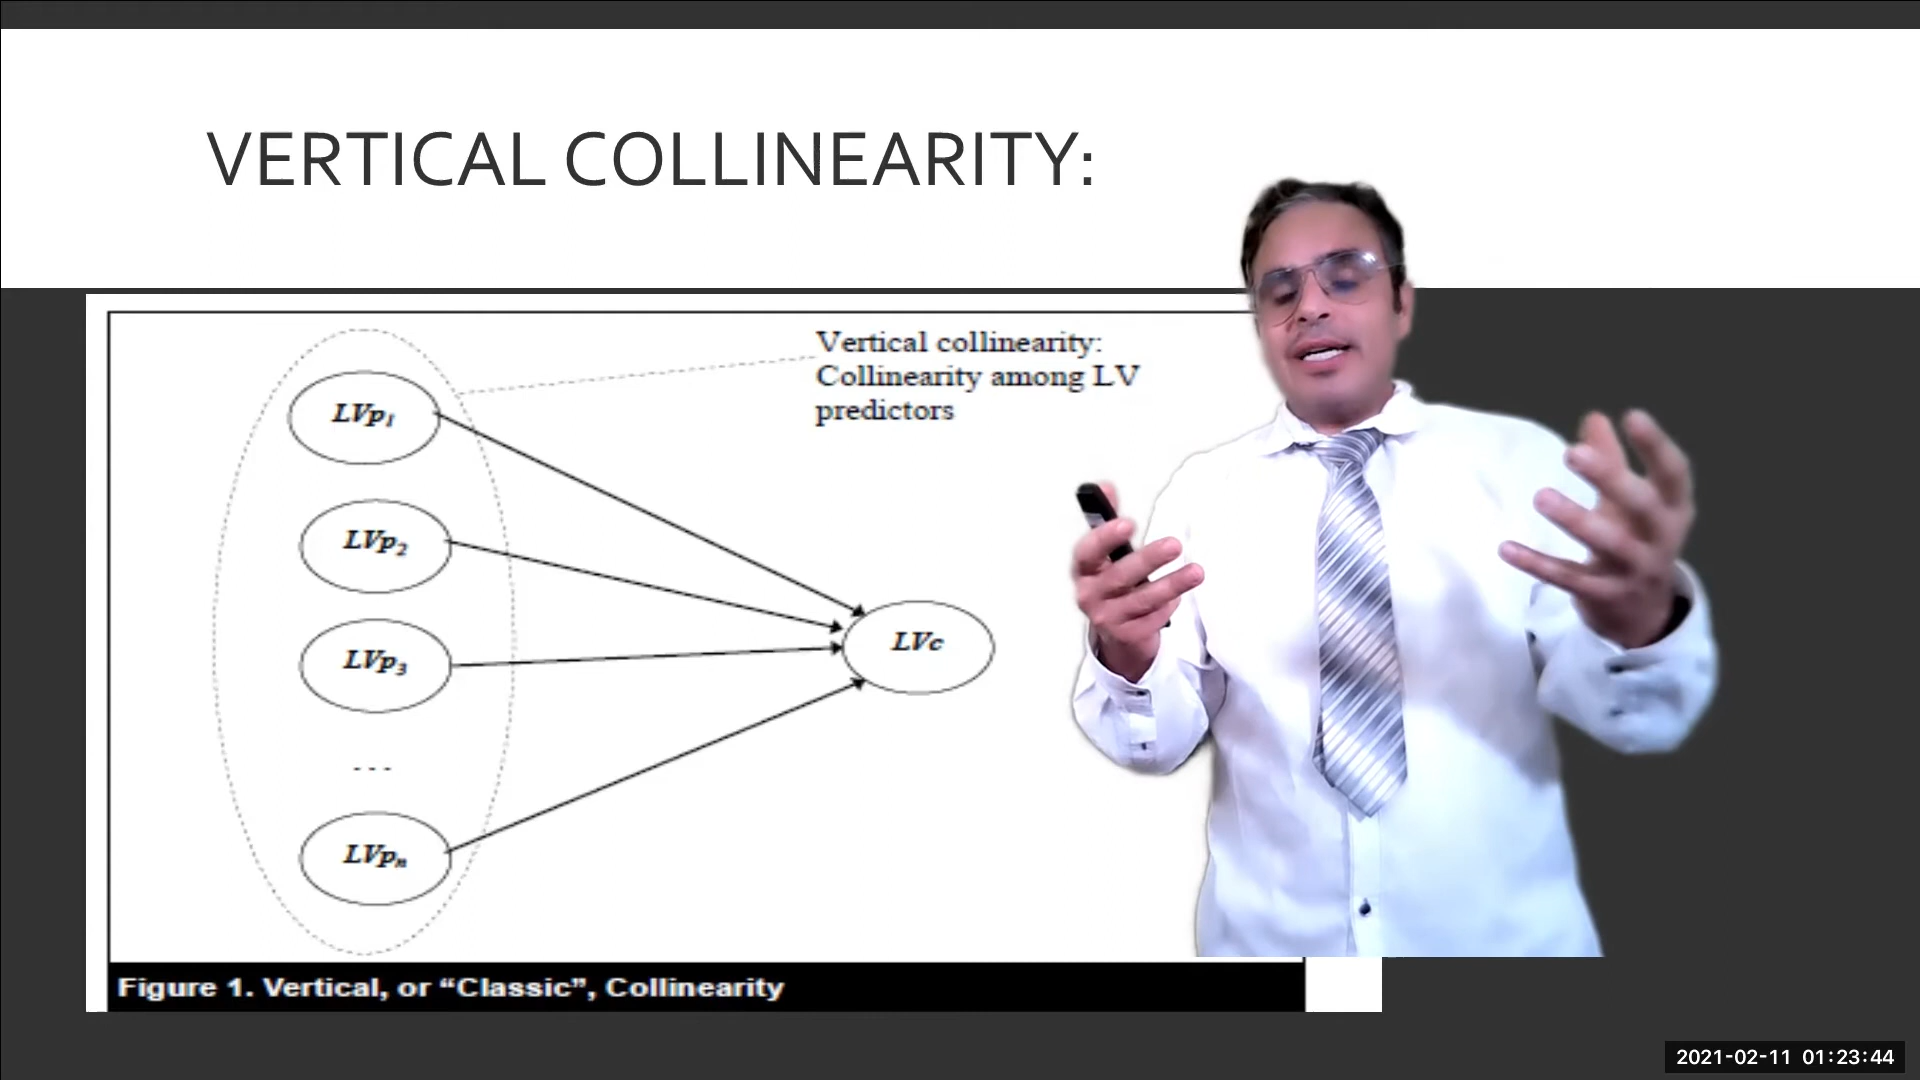 VERTICAL COLLINEARITY:
Vertical collinearity:
Collinearity among LV
predictors
LVp₁
LVp₂
LVp₃
...
LVpₙ
LVc
Figure 1. Vertical, or “Classic”, Collinearity
2021-02-11 01:23:44